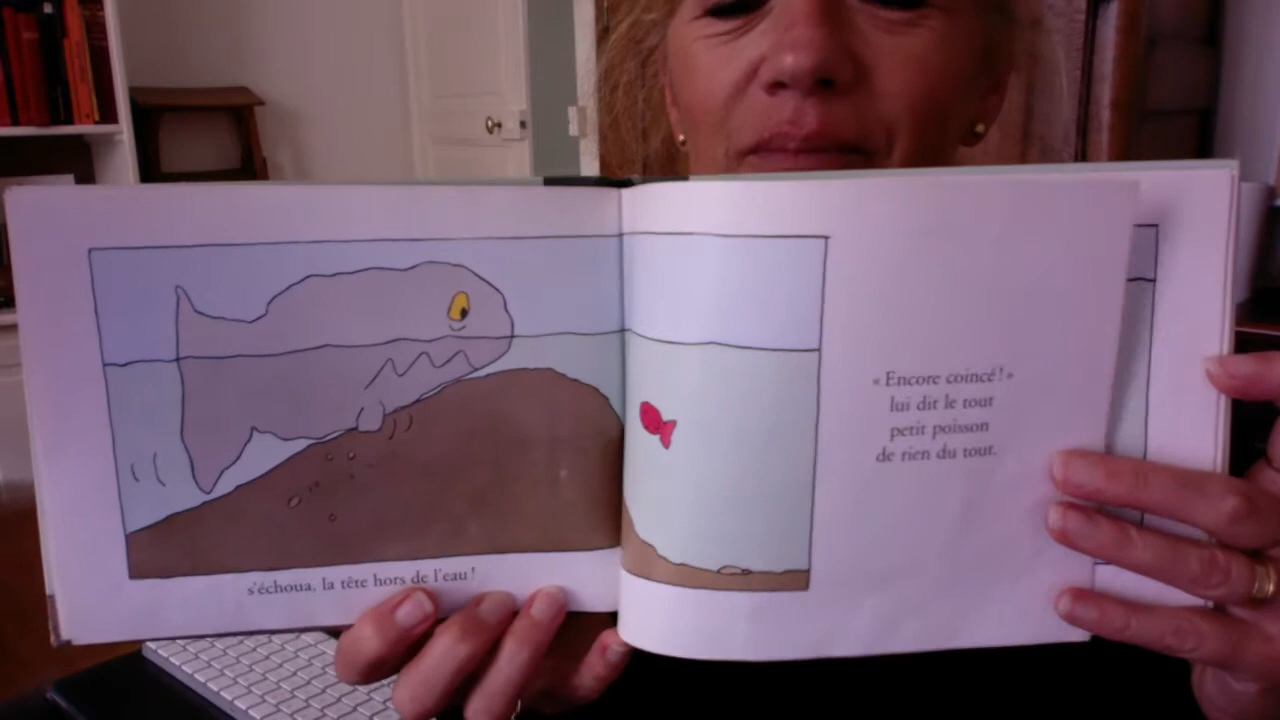 s'échoua, la tête hors de l'eau !
« Encore coincé ! »
lui dit le tout
petit poisson
de rien du tout.